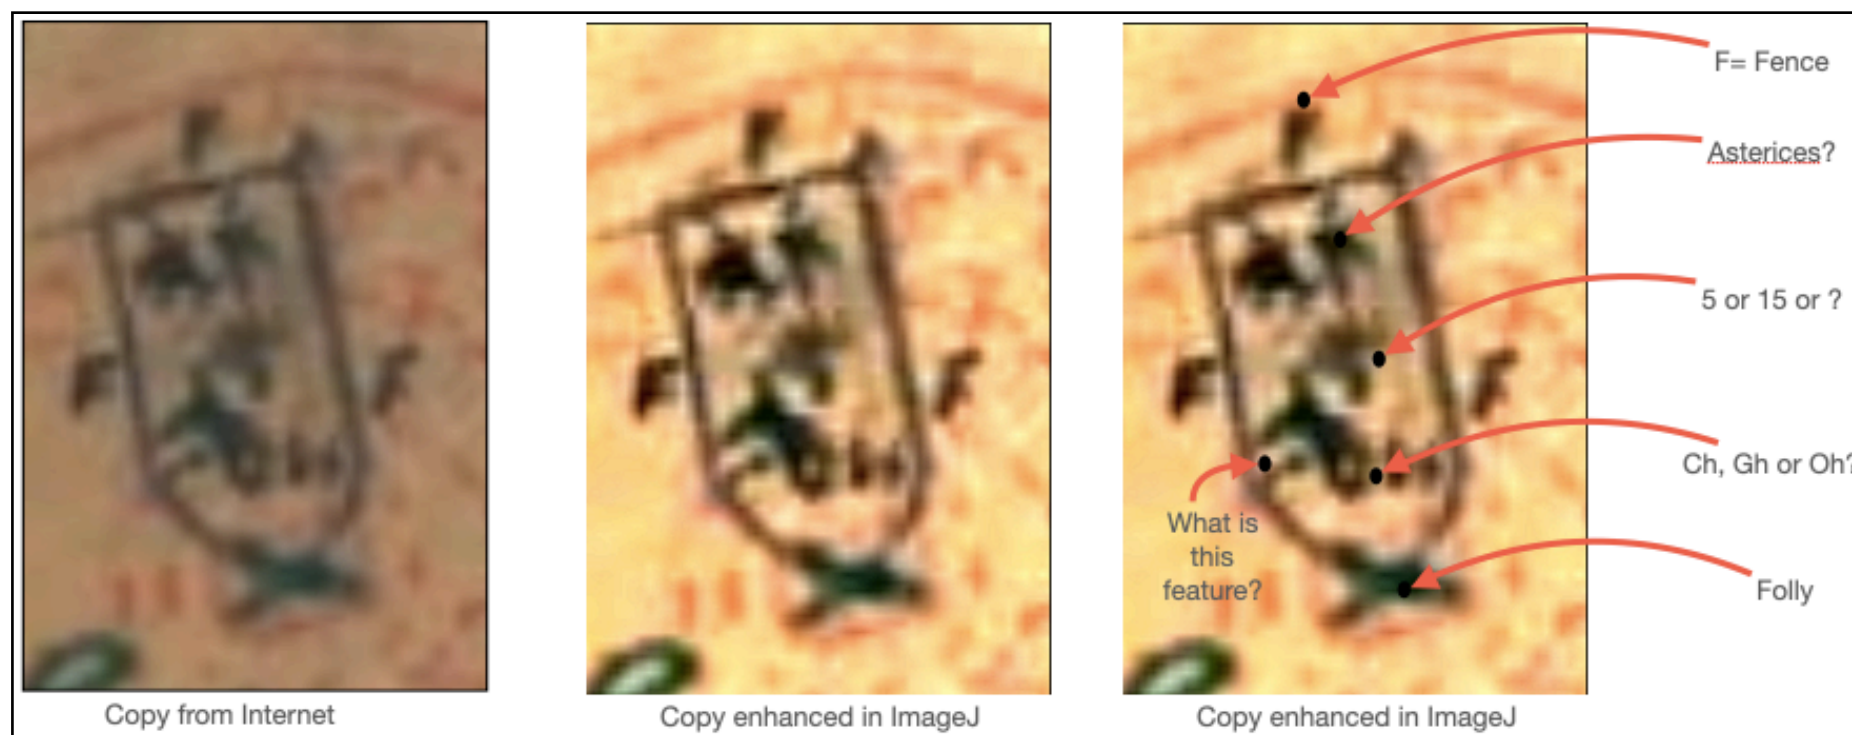 F= Fence
Asterices?
5 or 15 or ?
Ch, Gh or Oh?
What is
this
feature?
Folly
Copy from Internet
Copy enhanced in ImageJ
Copy enhanced in ImageJ
F
F
F
F
F
F
F
F
F